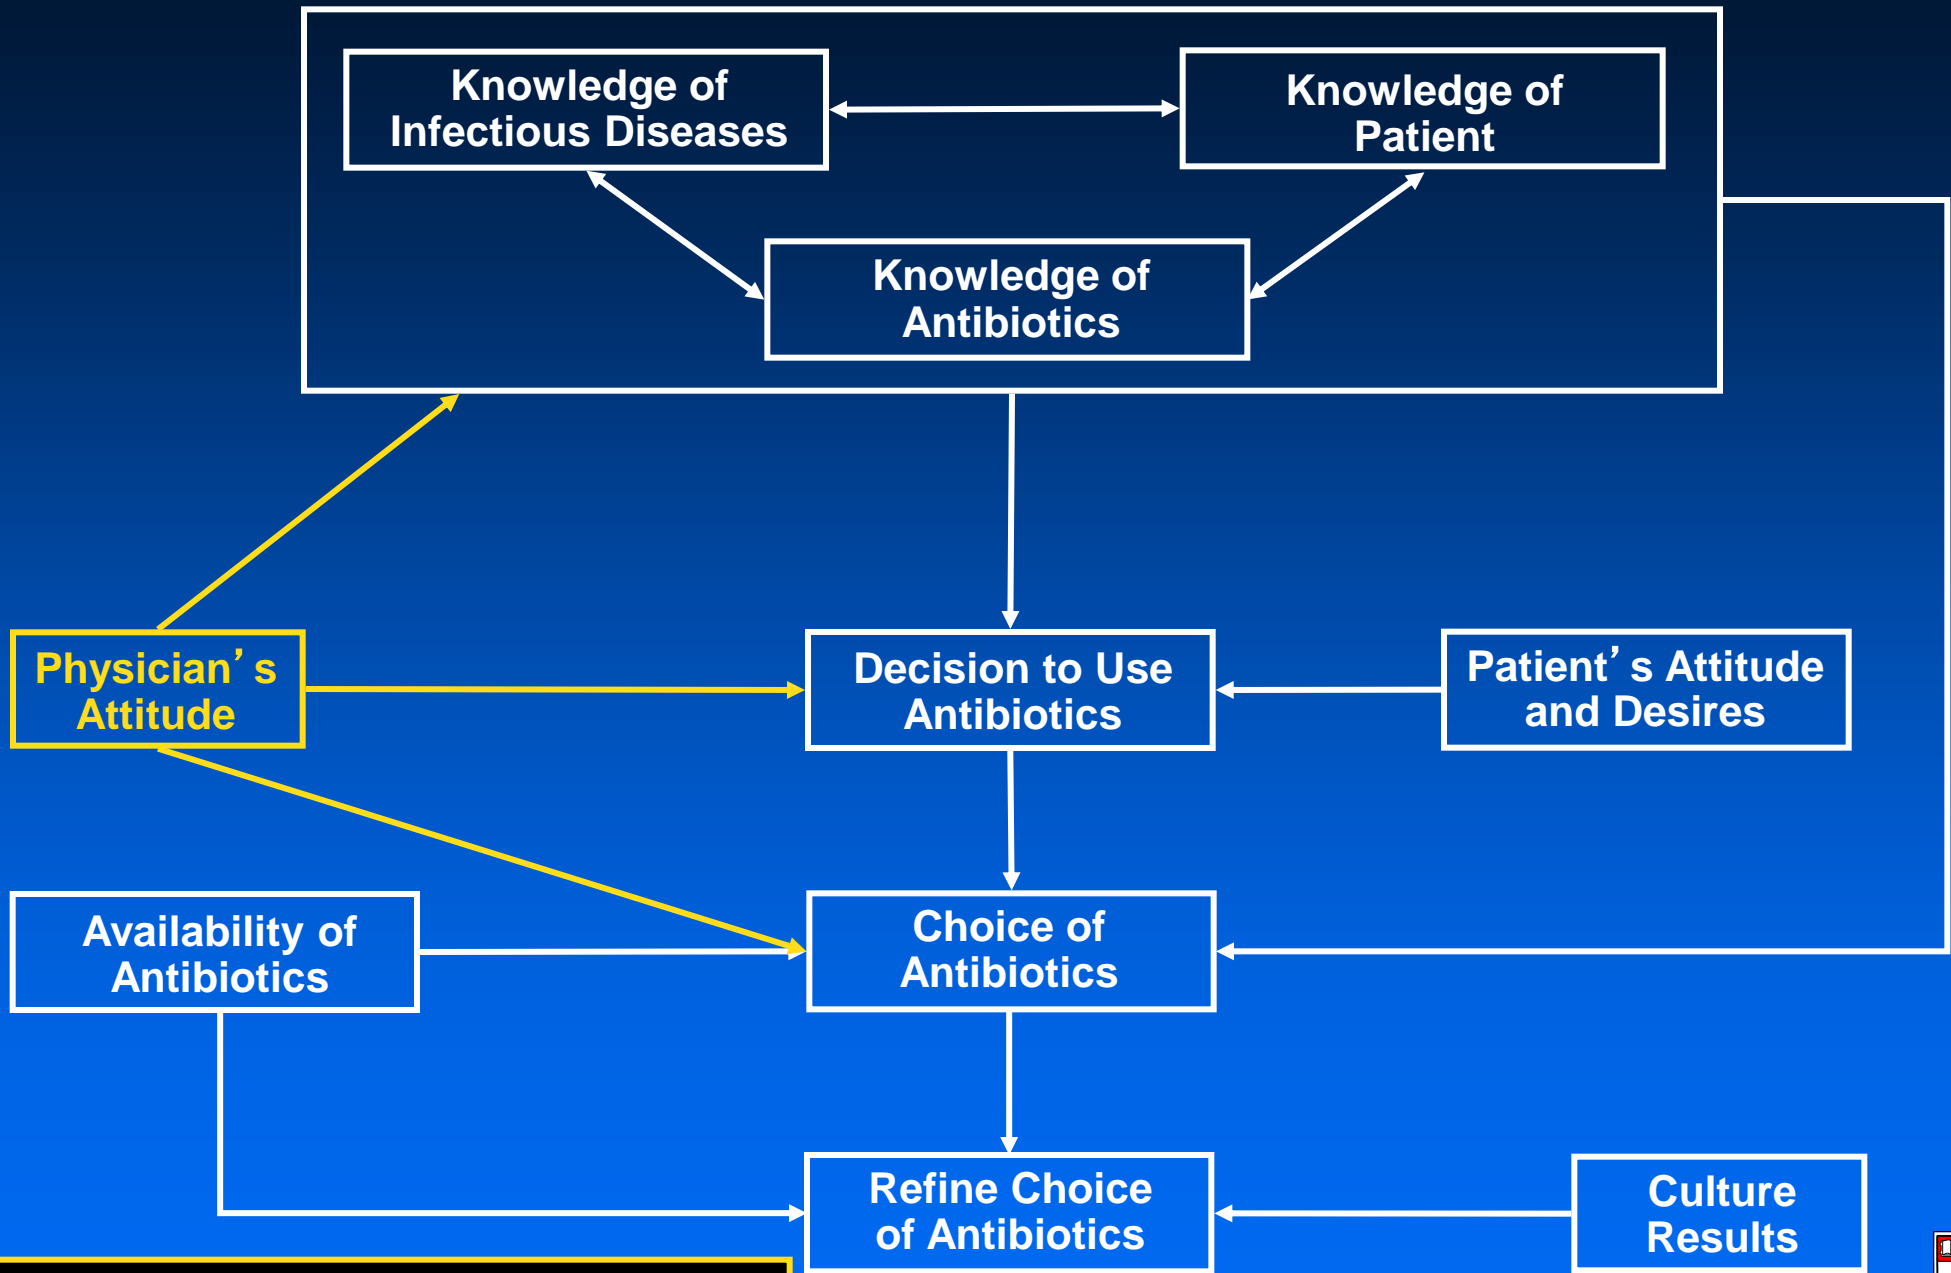 Knowledge of
Infectious Diseases
Knowledge of
Patient
Knowledge of
Antibiotics
Physician’s
Attitude
Decision to Use
Antibiotics
Patient’s Attitude
and Desires
Availability of
Antibiotics
Choice of
Antibiotics
Refine Choice
of Antibiotics
Culture
Results